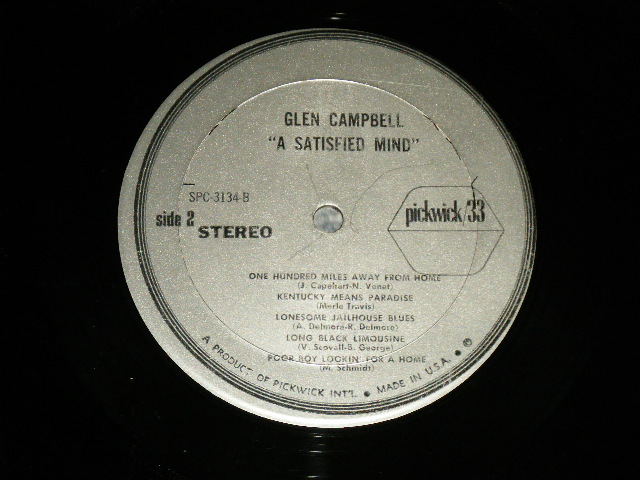 GLEN CAMPBELL
"A SATISFIED MIND"
SPC-3134-B
side 2
STEREO
pickwick/33
ONE HUNDRED MILES AWAY FROM HOME
(J. Capehart-N. Venet)
KENTUCKY MEANS PARADISE
(Merle Travis)
LONESOME JAILHOUSE BLUES
(A. Delmore-R. Delmore)
LONG BLACK LIMOUSINE
(V. Stovall-B. George)
POOR BOY LOOKIN' FOR A HOME
(M. Schmidt)
A PRODUCT OF PICKWICK INT'L. • MADE IN U.S.A. • ®